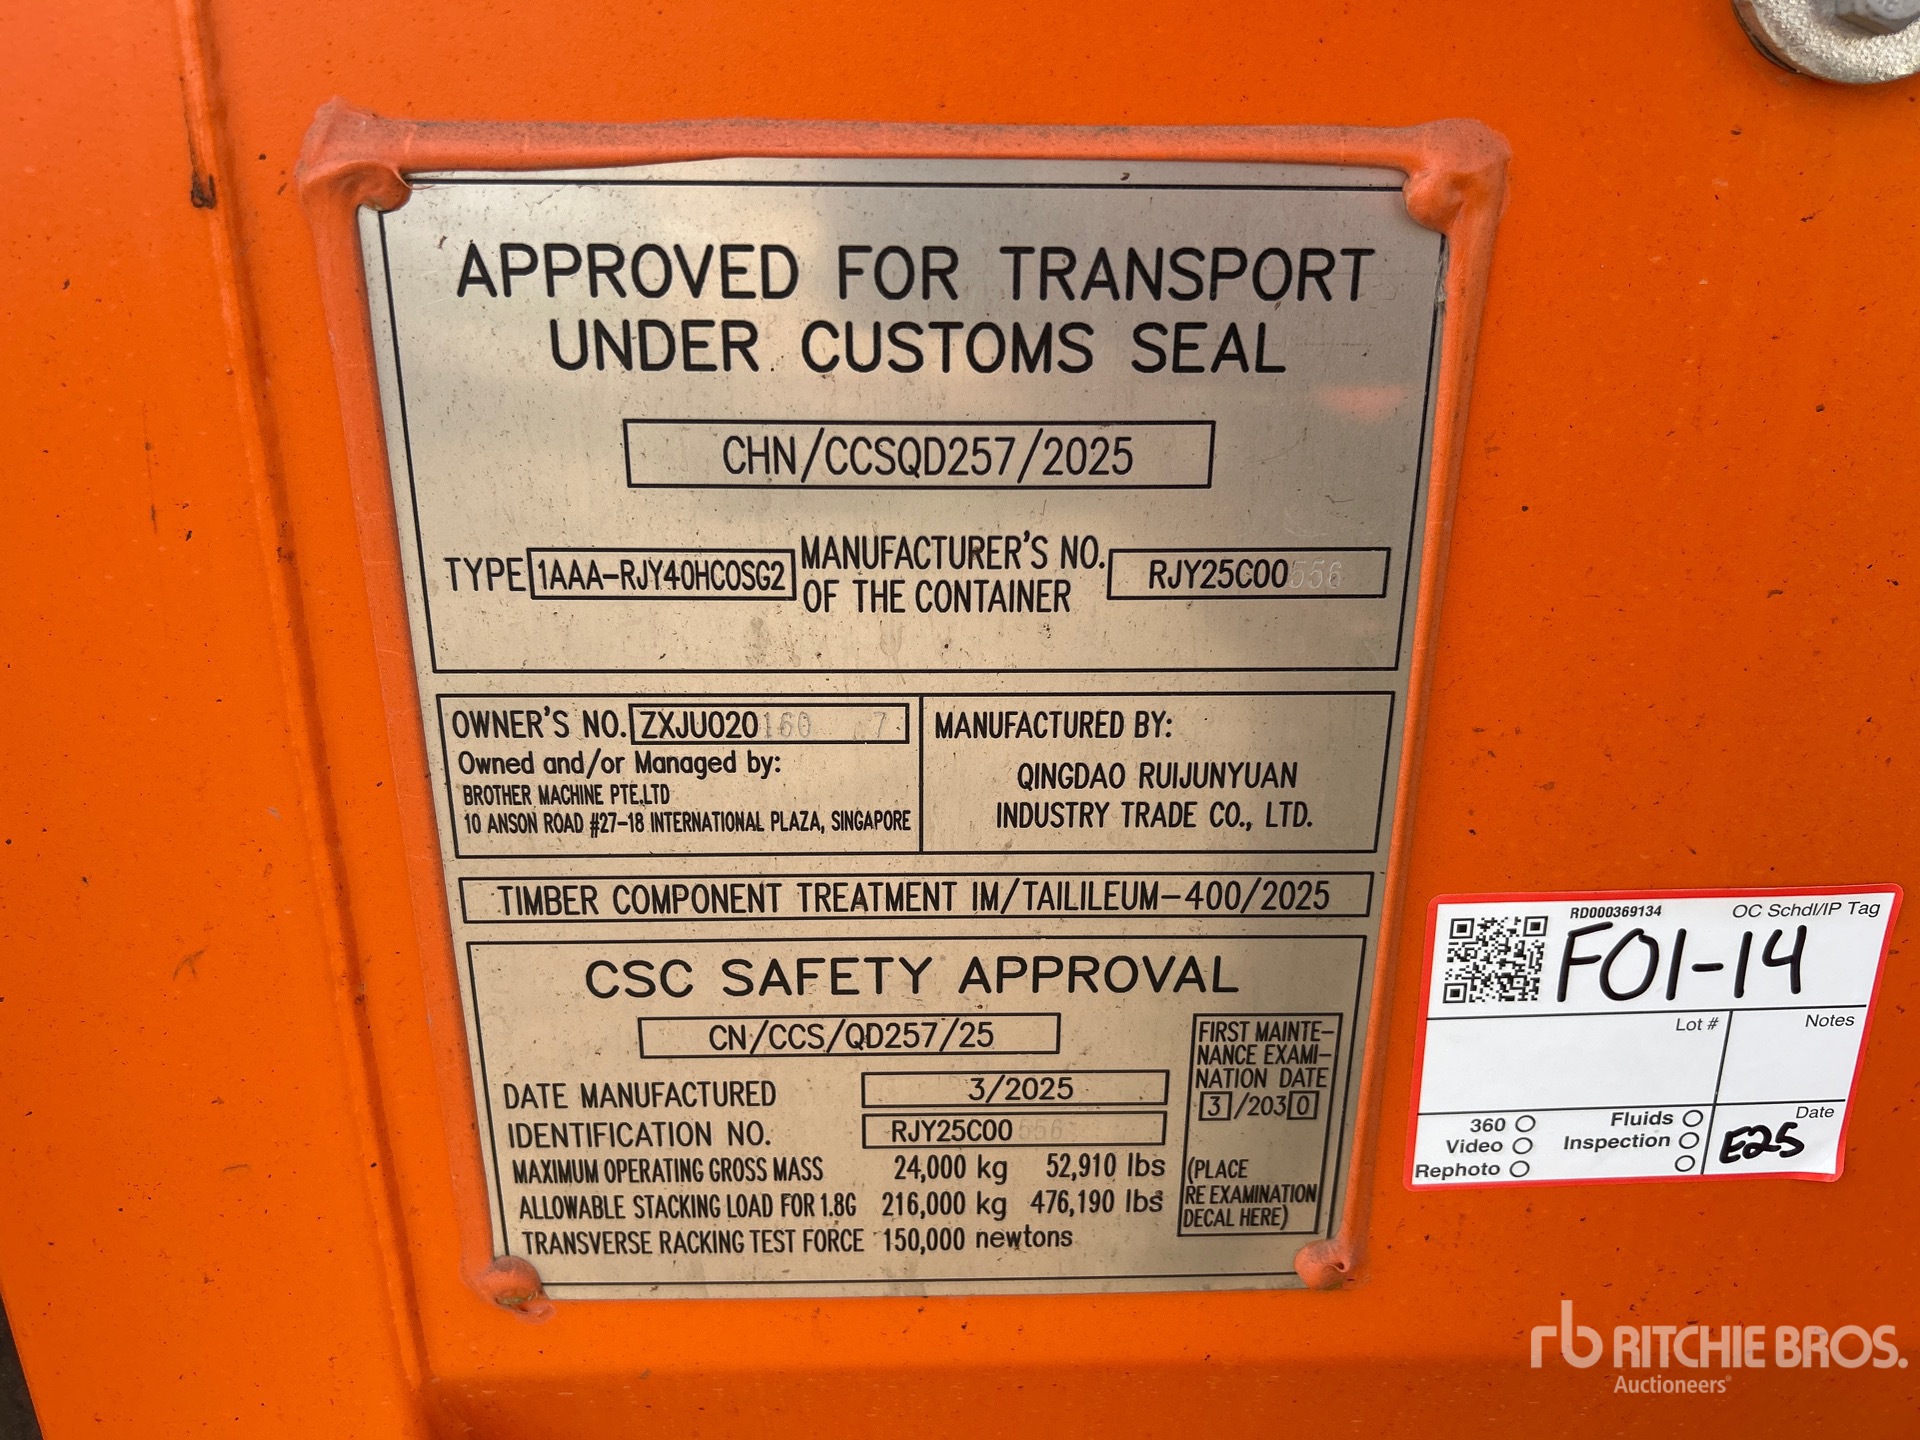 APPROVED FOR TRANSPORT
UNDER CUSTOMS SEAL
CHN/CCSQD257/2025
TYPE 1AAA-RJY40HCOSG2
MANUFACTURER'S NO.
OF THE CONTAINER
RJY25C00556
OWNER'S NO. ZXJU020160 7
Owned and/or Managed by:
BROTHER MACHINE PTE.LTD
10 ANSON ROAD #27-18 INTERNATIONAL PLAZA, SINGAPORE
MANUFACTURED BY:
QINGDAO RUIJUNYUAN
INDUSTRY TRADE CO., LTD.
TIMBER COMPONENT TREATMENT IM/TAILILEUM-400/2025
CSC SAFETY APPROVAL
CN/CCS/QD257/25
DATE MANUFACTURED 3/2025
IDENTIFICATION NO. RJY25C00556
MAXIMUM OPERATING GROSS MASS 24,000 kg 52,910 lbs
ALLOWABLE STACKING LOAD FOR 1.8G 216,000 kg 476,190 lbs
TRANSVERSE RACKING TEST FORCE 150,000 newtons
FIRST MAINTE-
NANCE EXAMI-
NATION DATE
3/2030
(PLACE
RE EXAMINATION
DECAL HERE)
RD000369134 OC Schdl/IP Tag
F01-14
Lot #
Notes
360
Video
Rephoto
Fluids
Inspection
Date
E25
rb RITCHIE BROS.
Auctioneers